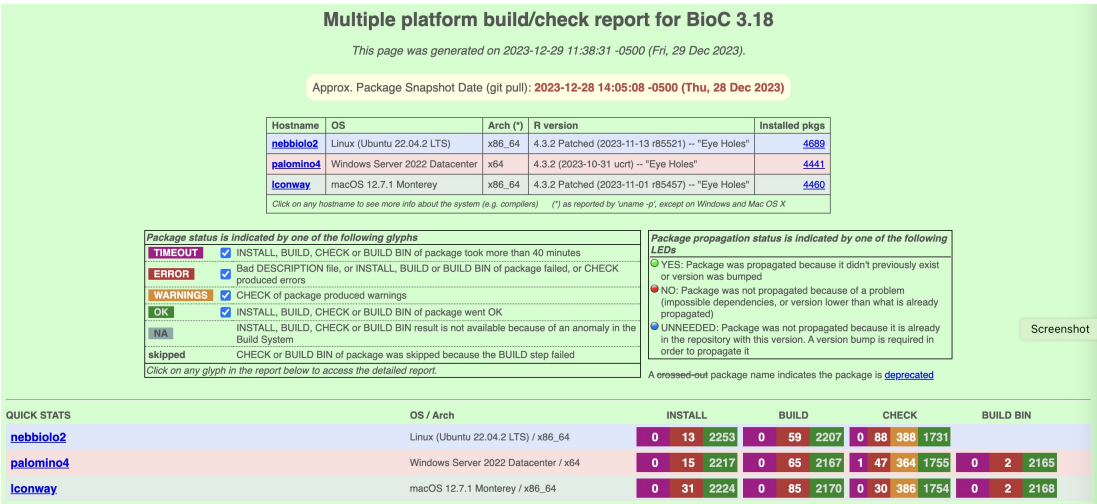 Multiple platform build/check report for BioC 3.18
This page was generated on 2023-12-29 11:38:31 -0500 (Fri, 29 Dec 2023).
Approx. Package Snapshot Date (git pull): 2023-12-28 14:05:08 -0500 (Thu, 28 Dec 2023)
Hostname OS Arch (*) R version Installed pkgs
nebbiolo2 Linux (Ubuntu 22.04.2 LTS) x86_64 4.3.2 Patched (2023-11-13 r85521) -- "Eye Holes" 4689
palomino4 Windows Server 2022 Datacenter x64 4.3.2 (2023-10-31 ucrt) -- "Eye Holes" 4441
lconway macOS 12.7.1 Monterey x86_64 4.3.2 Patched (2023-11-01 r85457) -- "Eye Holes" 4460
Click on any hostname to see more info about the system (e.g. compilers) (*) as reported by 'uname -p', except on Windows and Mac OS X
Package status is indicated by one of the following glyphs
TIMEOUT INSTALL, BUILD, CHECK or BUILD BIN of package took more than 40 minutes
ERROR Bad DESCRIPTION file, or INSTALL, BUILD or BUILD BIN of package failed, or CHECK
produced errors
WARNINGS CHECK of package produced warnings
OK INSTALL, BUILD, CHECK or BUILD BIN of package went OK
NA INSTALL, BUILD, CHECK or BUILD BIN result is not available because of an anomaly in the
Build System
skipped CHECK or BUILD BIN of package was skipped because the BUILD step failed
Click on any glyph in the report below to access the detailed report.
Package propagation status is indicated by one of the following
LEDs
YES: Package was propagated because it didn't previously exist
or version was bumped
NO: Package was not propagated because of a problem
(impossible dependencies, or version lower than what is already
propagated)
UNNEEDED: Package was not propagated because it is already
in the repository with this version. A version bump is required in
order to propagate it
A crossed-out package name indicates the package is deprecated
Screenshot
QUICK STATS OS / Arch INSTALL BUILD CHECK BUILD BIN
nebbiolo2 Linux (Ubuntu 22.04.2 LTS) / x86_64 0 13 2253 0 59 2207 0 88 388 1731
palomino4 Windows Server 2022 Datacenter / x64 0 15 2217 0 65 2167 1 47 364 1755 0 2 2165
lconway macOS 12.7.1 Monterey / x86_64 0 31 2224 0 85 2170 0 30 386 1754 0 2 2168